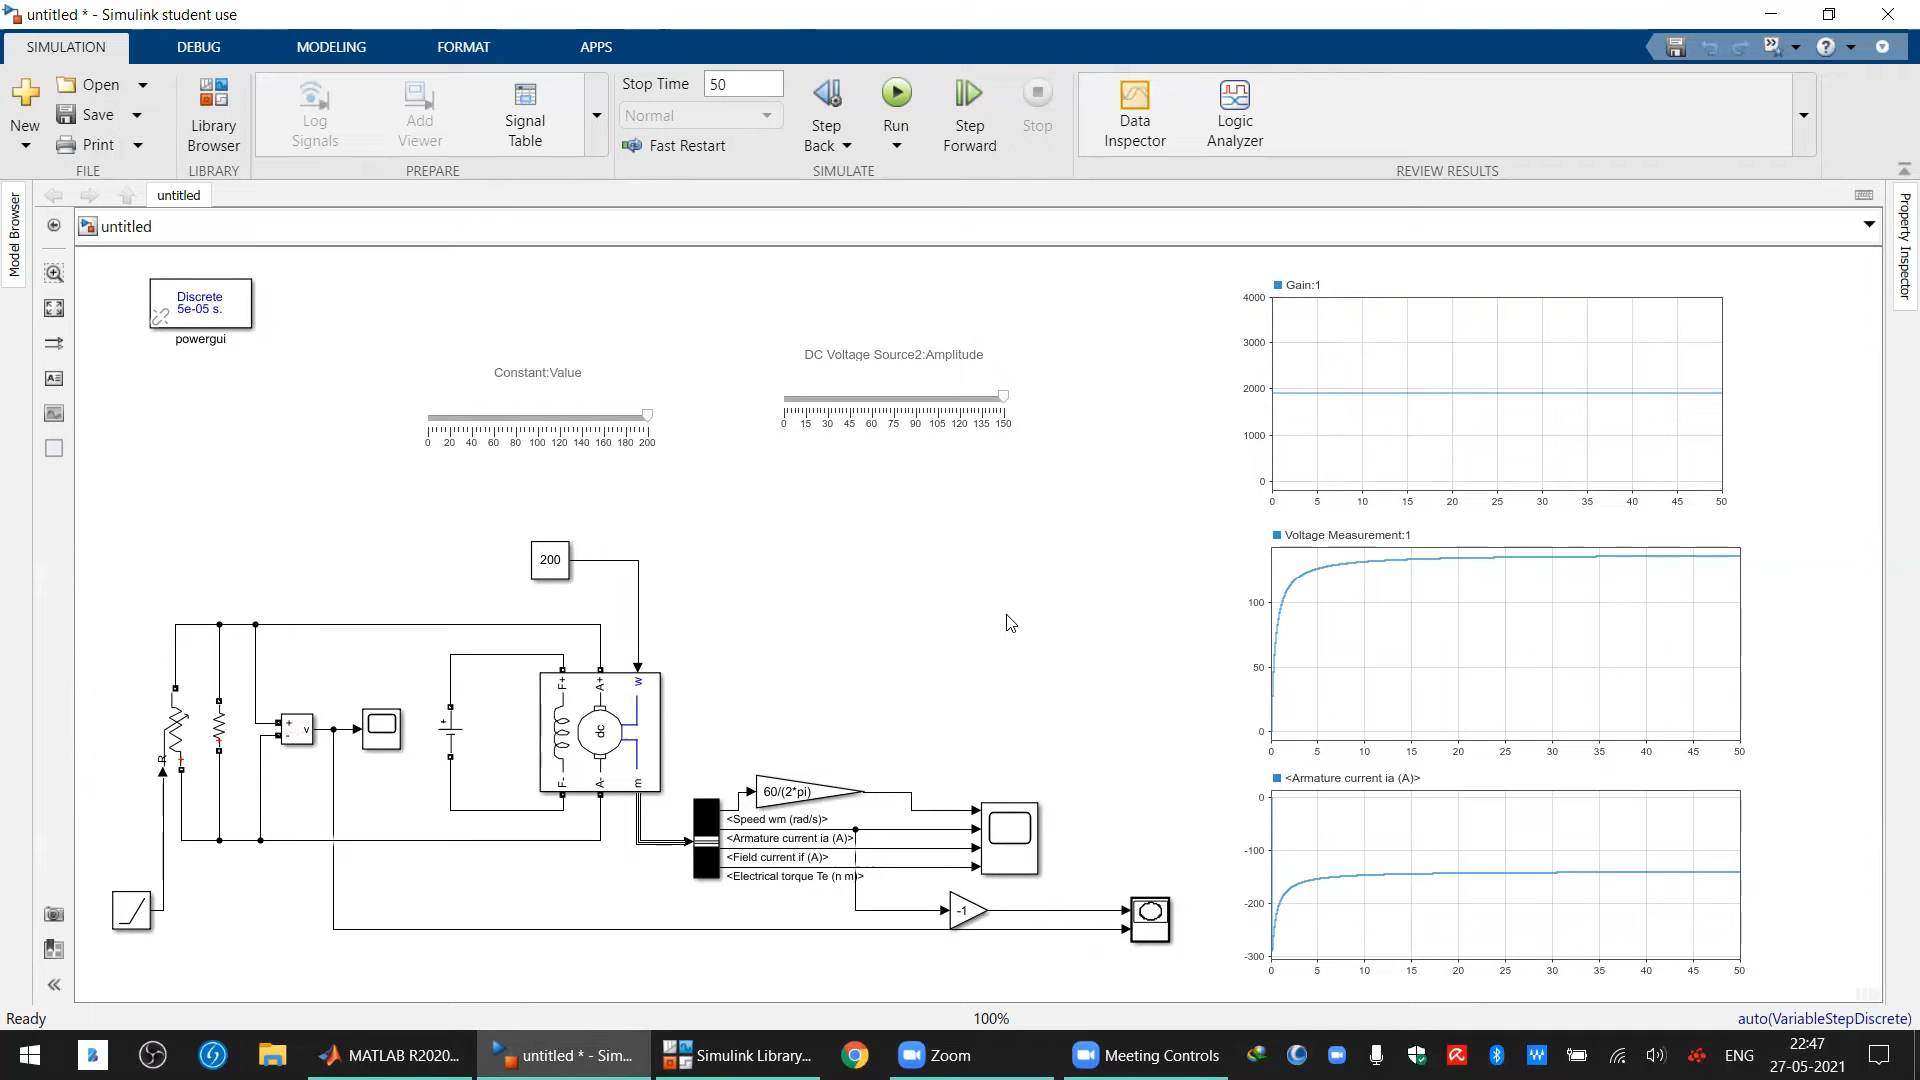 untitled * - Simulink student use
SIMULATION
DEBUG
MODELING
FORMAT
APPS
New
Open
Save
Print
FILE
Library Browser
LIBRARY
Log Signals
Add Viewer
Signal Table
PREPARE
Stop Time 50
Normal
Fast Restart
Step Back
Run
Step Forward
Stop
SIMULATE
Data Inspector
Logic Analyzer
REVIEW RESULTS
Model Browser
Property Inspector
untitled
untitled
Discrete
5e-05 s.
powergui
Constant:Value
0 20 40 60 80 100 120 140 160 180 200
DC Voltage Source2:Amplitude
0 15 30 45 60 75 90 105 120 135 150
Gain:1
4000
3000
2000
1000
0
0 5 10 15 20 25 30 35 40 45 50
Voltage Measurement:1
100
50
0
0 5 10 15 20 25 30 35 40 45 50
<Armature current ia (A)>
0
-100
-200
-300
0 5 10 15 20 25 30 35 40 45 50
200
R
+
-
v
+
F+
A+
w
dc
F-
A-
m
60/(2*pi)
<Speed wm (rad/s)>
<Armature current ia (A)>
<Field current if (A)>
<Electrical torque Te (n m)>
-1
Ready
100%
auto(VariableStepDiscrete)
MATLAB R2020...
untitled * - Sim...
Simulink Library...
Zoom
Meeting Controls
ENG
22:47
27-05-2021